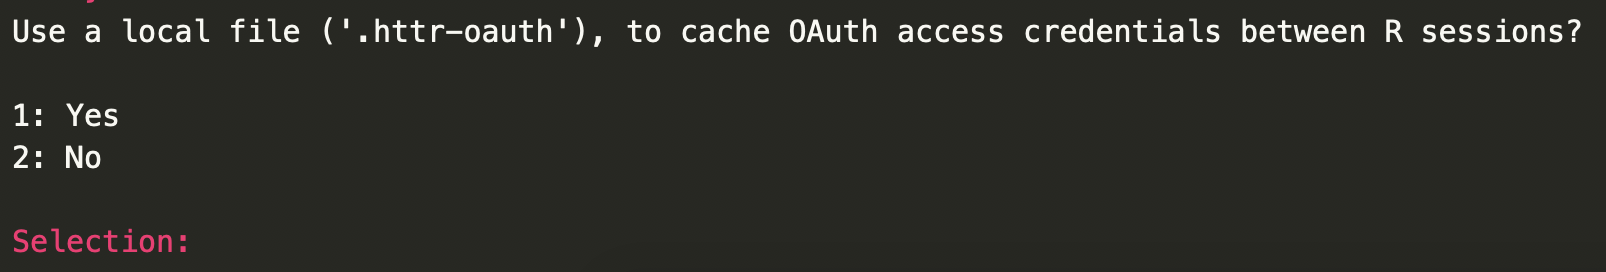 Use a local file ('.httr-oauth'), to cache OAuth access credentials between R sessions?
1: Yes
2: No
Selection: